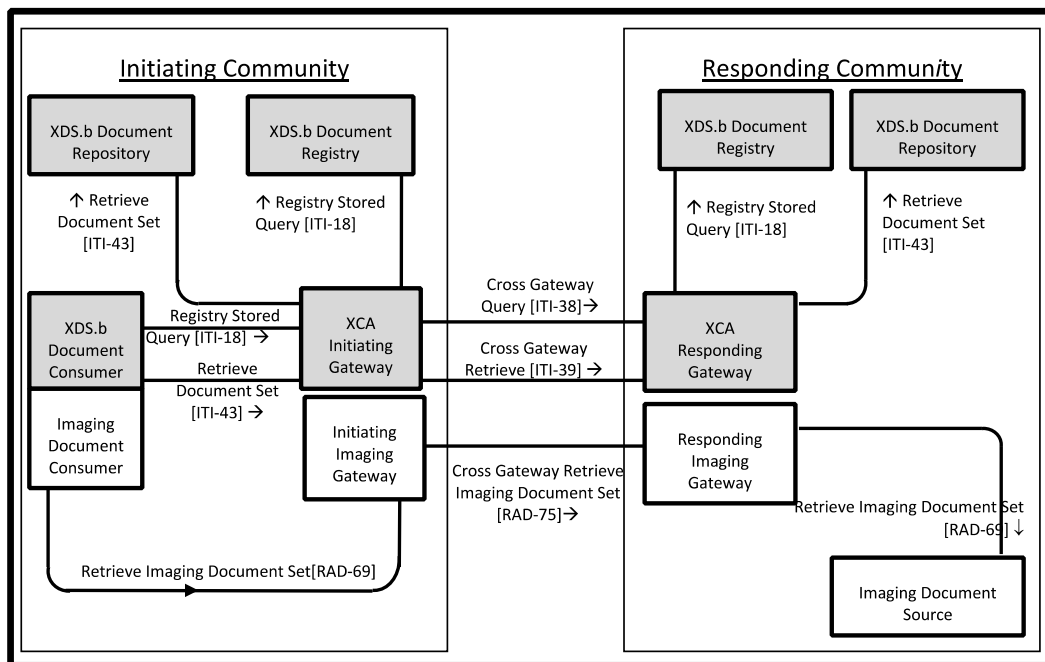 Initiating Community
Responding Community
XDS.b Document
Repository
XDS.b Document
Registry
XDS.b Document
Registry
XDS.b Document
Repository
↑ Retrieve
Document Set
[ITI-43]
↑ Registry Stored
Query [ITI-18]
↑ Registry Stored
Query [ITI-18]
↑ Retrieve
Document Set
[ITI-43]
XDS.b
Document
Consumer
Registry Stored
Query [ITI-18] →
Retrieve
Document Set
[ITI-43] →
XCA
Initiating
Gateway
Cross Gateway
Query [ITI-38]→
Cross Gateway
Retrieve [ITI-39] →
XCA
Responding
Gateway
Imaging
Document
Consumer
Initiating
Imaging
Gateway
Cross Gateway Retrieve
Imaging Document Set
[RAD-75]→
Responding
Imaging
Gateway
Retrieve Imaging Document Set
[RAD-69] ↓
Retrieve Imaging Document Set[RAD-69]
Imaging Document
Source